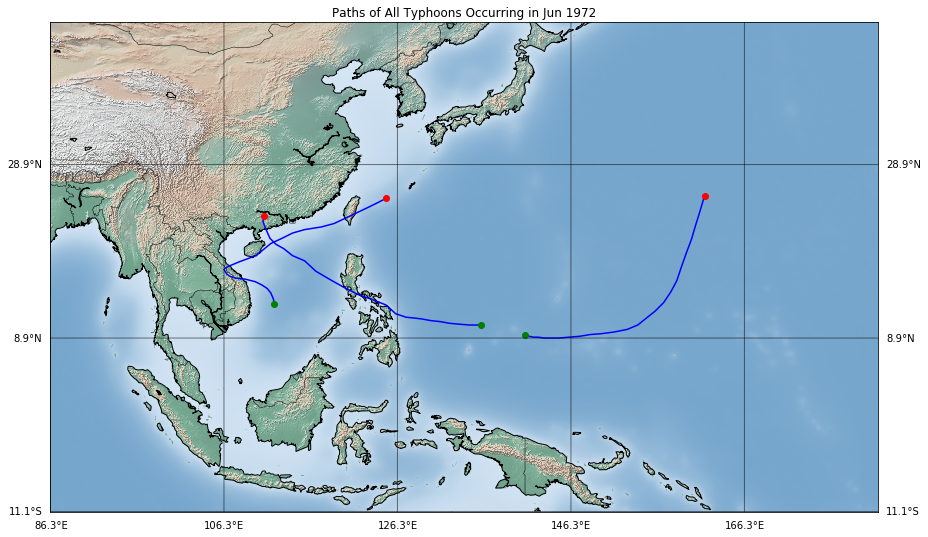 Paths of All Typhoons Occurring in Jun 1972
28.9°N 28.9°N
8.9°N 8.9°N
11.1°S 11.1°S
86.3°E 106.3°E 126.3°E 146.3°E 166.3°E